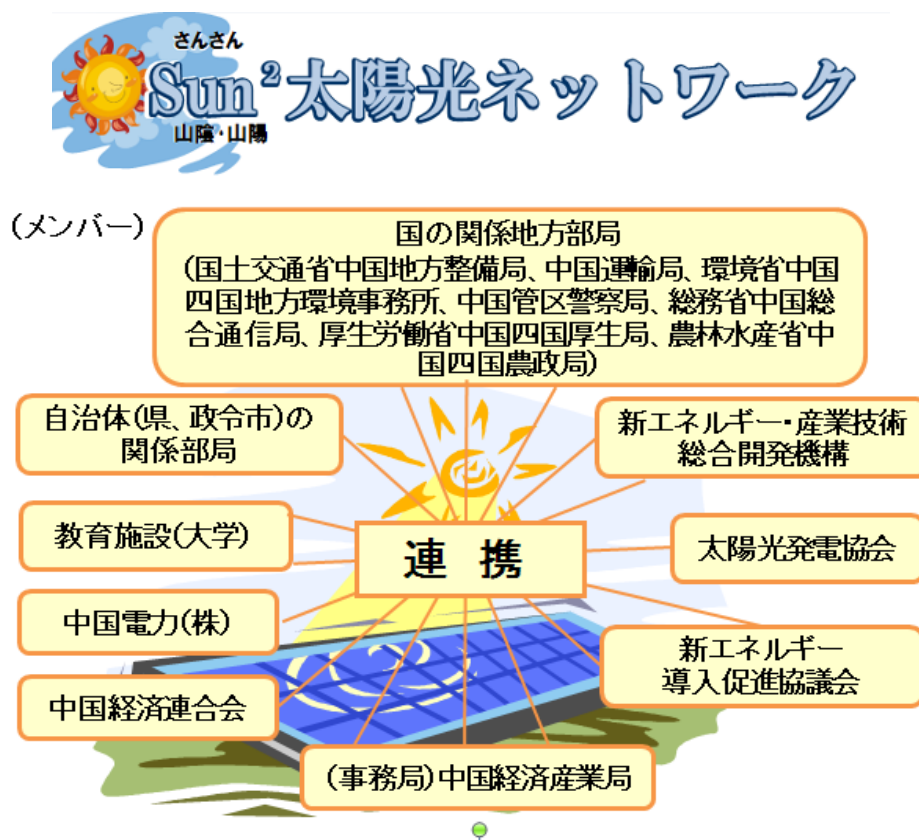 さんさん
Sun²太陽光ネットワーク
山陰・山陽
(メンバー)
国の関係地方部局
(国土交通省中国地方整備局、中国運輸局、環境省中国
四国地方環境事務所、中国管区警察局、総務省中国総
合通信局、厚生労働省中国四国厚生局、農林水産省中
国四国農政局)
自治体(県、政令市)の
関係部局
新エネルギー・産業技術
総合開発機構
教育施設(大学)
連 携
太陽光発電協会
中国電力(株)
新エネルギー
導入促進協議会
中国経済連合会
(事務局)中国経済産業局